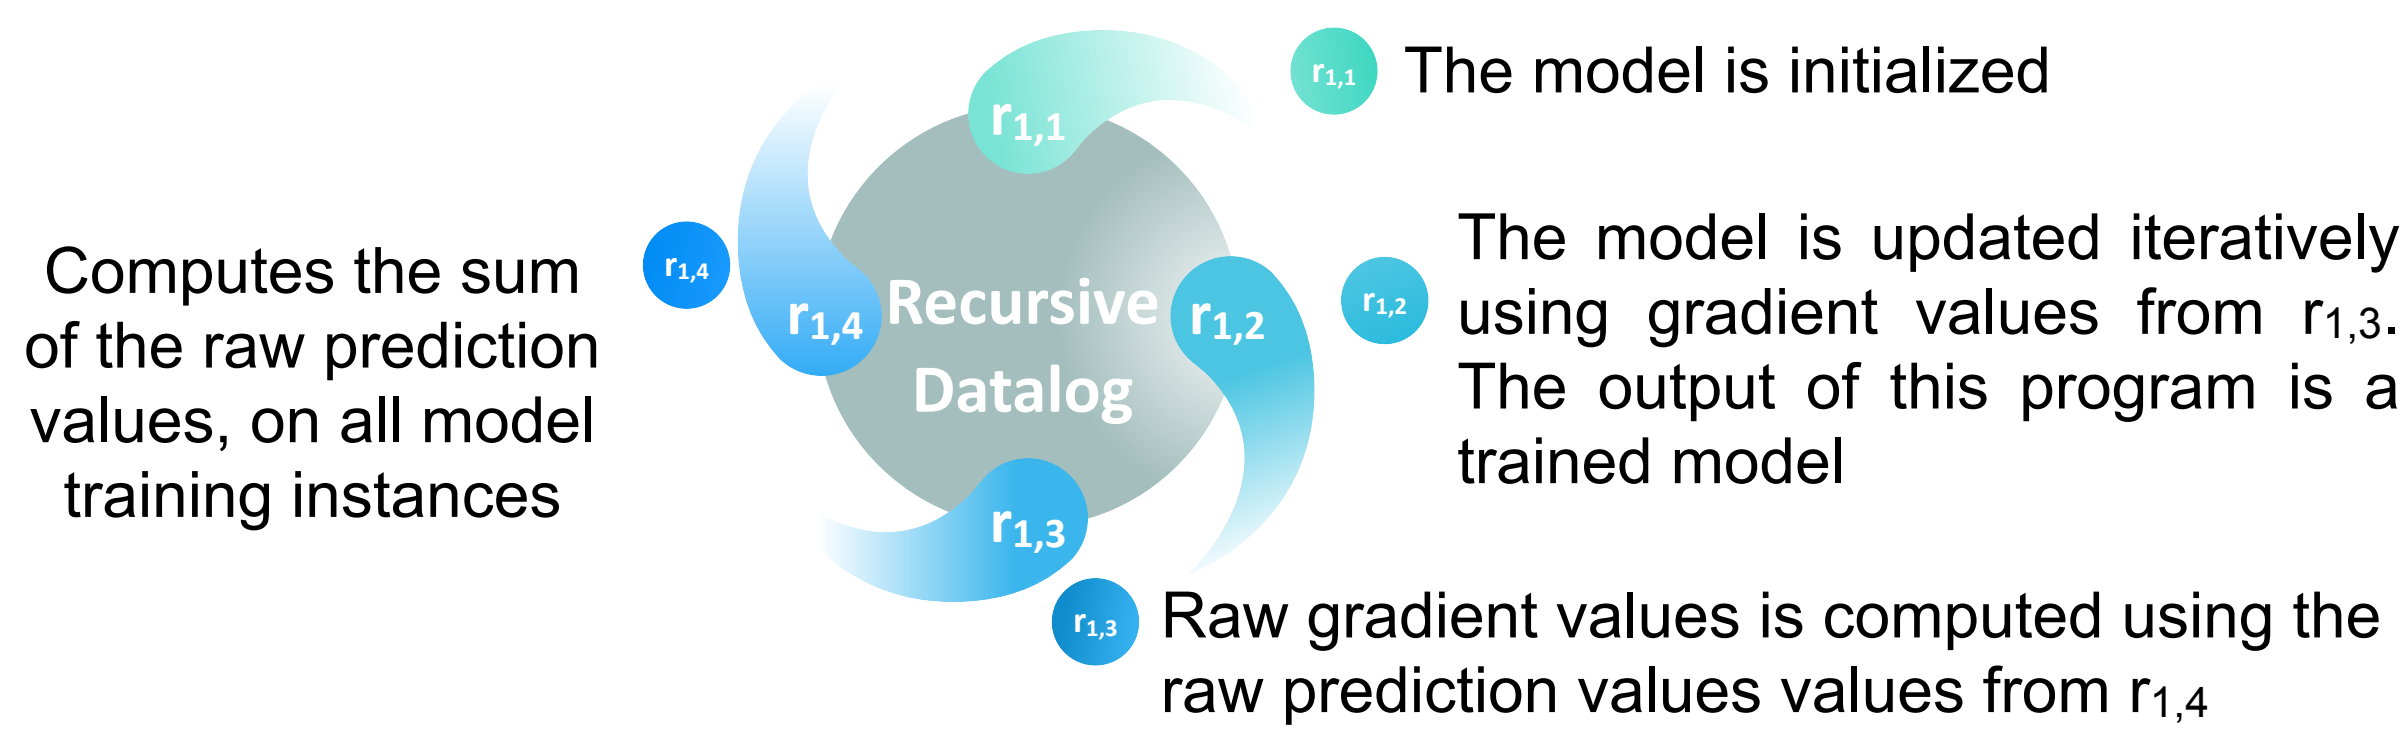 r1,1
The model is initialized
r1,1
r1,2
The model is updated iteratively
using gradient values from r1,3.
The output of this program is a
trained model
r1,2
r1,3
Raw gradient values is computed using the
raw prediction values values from r1,4
r1,3
r1,4
Computes the sum
of the raw prediction
values, on all model
training instances
r1,4
Recursive
Datalog